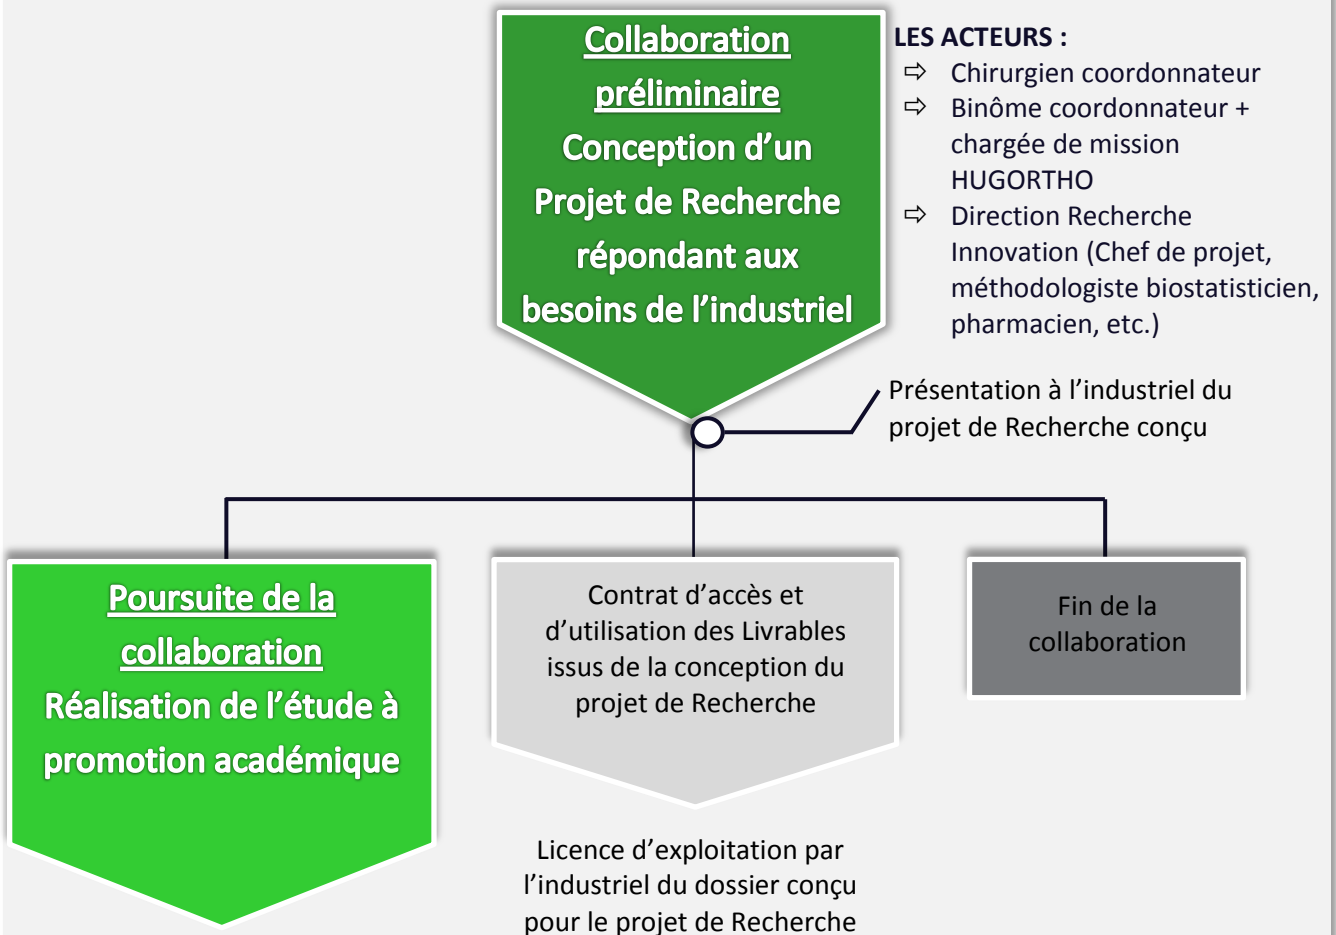 Collaboration
préliminaire
Conception d’un
Projet de Recherche
répondant aux
besoins de l’industriel
LES ACTEURS :
⇨ Chirurgien coordonnateur
⇨ Binôme coordonnateur +
chargée de mission
HUGORTHO
⇨ Direction Recherche
Innovation (Chef de projet,
méthodologiste biostatisticien,
pharmacien, etc.)
Présentation à l’industriel du
projet de Recherche conçu
Poursuite de la
collaboration
Réalisation de l’étude à
promotion académique
Contrat d’accès et
d’utilisation des Livrables
issus de la conception du
projet de Recherche
Licence d’exploitation par
l’industriel du dossier conçu
pour le projet de Recherche
Fin de la
collaboration